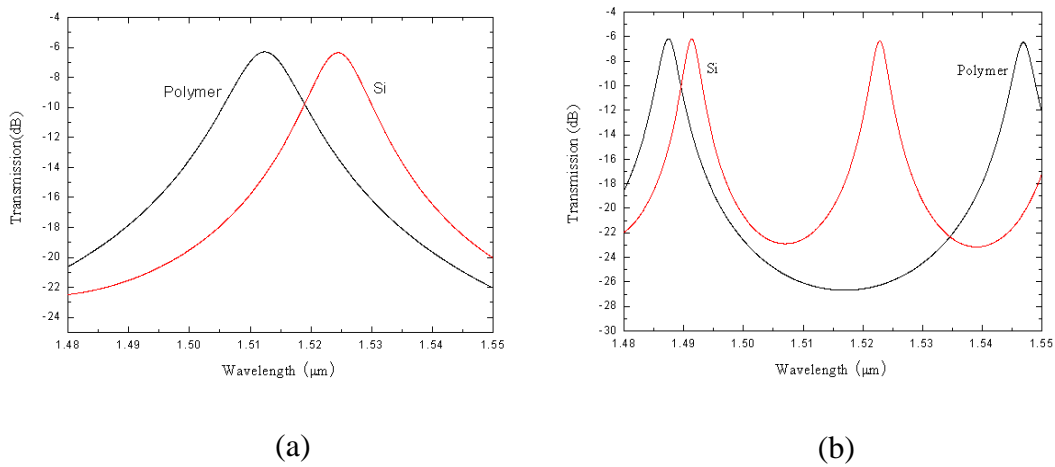 -4
-6
-8
-10
-12
-14
-16
-18
-20
-22
-24
Transmission(dB)
Polymer
Si
1.48 1.49 1.50 1.51 1.52 1.53 1.54 1.55
Wavelength (μm)
(a)
-4
-6
-8
-10
-12
-14
-16
-18
-20
-22
-24
-26
-28
-30
Transmission (dB)
Si
Polymer
1.48 1.49 1.50 1.51 1.52 1.53 1.54 1.55
Wavelength (μm)
(b)